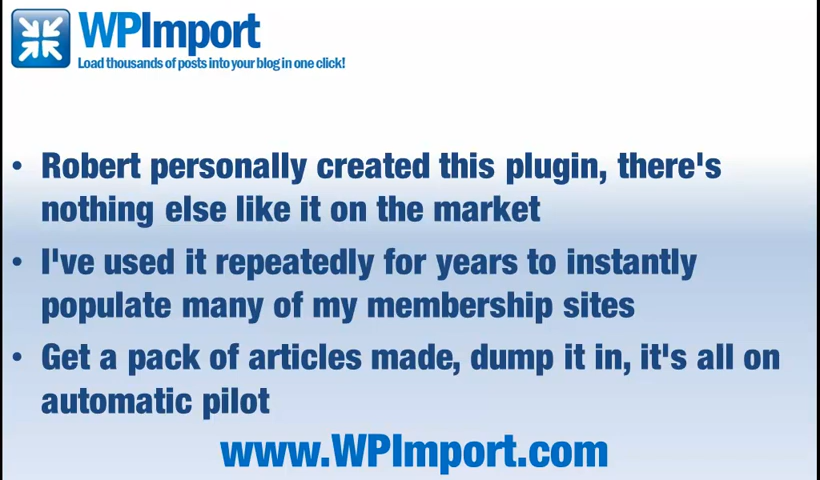 WPImport
Load thousands of posts into your blog in one click!
• Robert personally created this plugin, there's
nothing else like it on the market
• I've used it repeatedly for years to instantly
populate many of my membership sites
• Get a pack of articles made, dump it in, it's all on
automatic pilot
www.WPImport.com